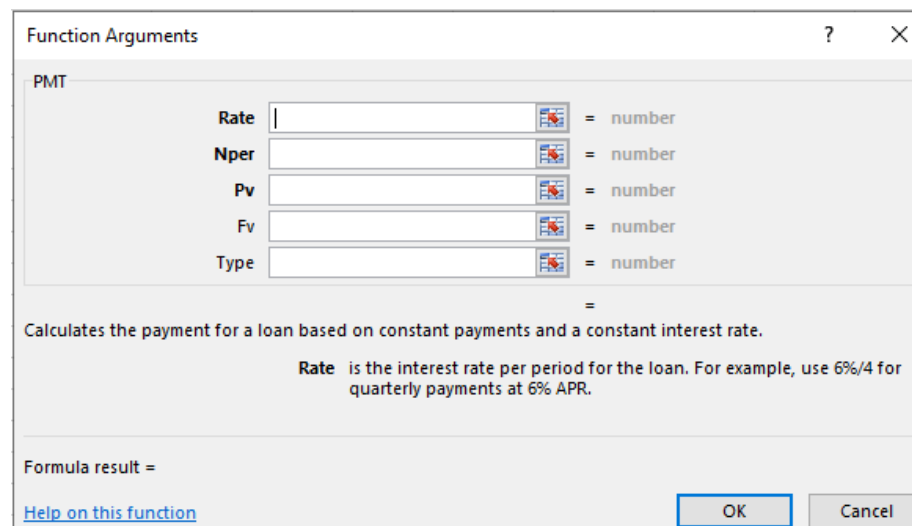 Function Arguments ? ×
PMT
Rate = number
Nper = number
Pv = number
Fv = number
Type = number
=
Calculates the payment for a loan based on constant payments and a constant interest rate.
Rate is the interest rate per period for the loan. For example, use 6%/4 for
quarterly payments at 6% APR.
Formula result =
Help on this function OK Cancel